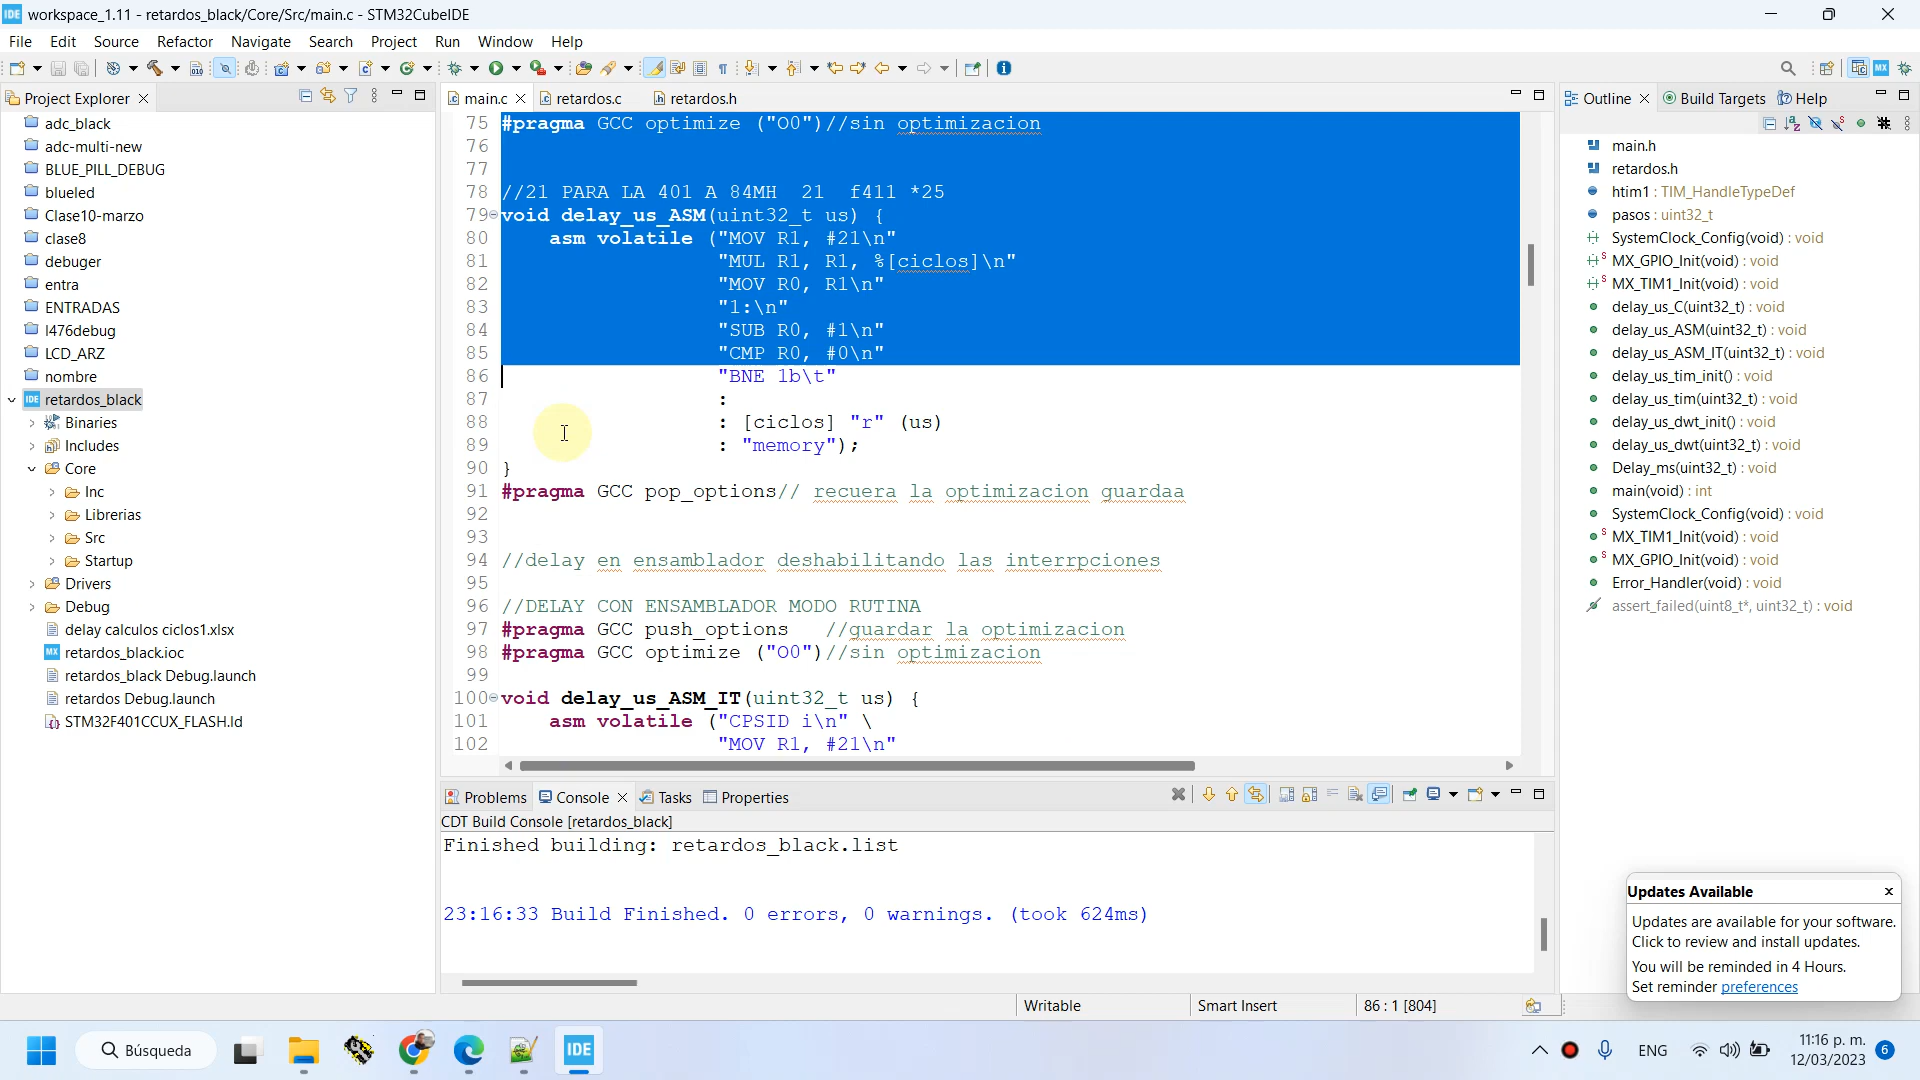 IDE workspace_1.11 - retardos_black/Core/Src/main.c - STM32CubeIDE
File Edit Source Refactor Navigate Search Project Run Window Help
Project Explorer
adc_black
adc-multi-new
BLUE_PILL_DEBUG
blueled
Clase10-marzo
clase8
debuger
entra
ENTRADAS
l476debug
LCD_ARZ
nombre
IDE retardos_black
Binaries
Includes
Core
Inc
Librerias
Src
Startup
Drivers
Debug
delay calculos ciclos1.xlsx
MX retardos_black.ioc
retardos_black Debug.launch
retardos Debug.launch
STM32F401CCUX_FLASH.ld
main.c retardos.c retardos.h
75 #pragma GCC optimize ("O0")//sin optimizacion
76
77
78 //21 PARA LA 401 A 84MH  21  f411 *25
79 void delay_us_ASM(uint32_t us) {
80 asm volatile ("MOV R1, #21\n"
81 "MUL R1, R1, %[ciclos]\n"
82 "MOV R0, R1\n"
83 "1:\n"
84 "SUB R0, #1\n"
85 "CMP R0, #0\n"
86 "BNE 1b\t"
87 :
88 : [ciclos] "r" (us)
89 : "memory");
90 }
91 #pragma GCC pop_options// recuera la optimizacion guardaa
92
93
94 //delay en ensamblador deshabilitando las interrpciones
95
96 //DELAY CON ENSAMBLADOR MODO RUTINA
97 #pragma GCC push_options   //guardar la optimizacion
98 #pragma GCC optimize ("O0")//sin optimizacion
99
100 void delay_us_ASM_IT(uint32_t us) {
101 asm volatile ("CPSID i\n" \
102 "MOV R1, #21\n"
Problems Console Tasks Properties
CDT Build Console [retardos_black]
Finished building: retardos_black.list
23:16:33 Build Finished. 0 errors, 0 warnings. (took 624ms)
Outline Build Targets Help
main.h
retardos.h
htim1 : TIM_HandleTypeDef
pasos : uint32_t
SystemClock_Config(void) : void
MX_GPIO_Init(void) : void
MX_TIM1_Init(void) : void
delay_us_C(uint32_t) : void
delay_us_ASM(uint32_t) : void
delay_us_ASM_IT(uint32_t) : void
delay_us_tim_init() : void
delay_us_tim(uint32_t) : void
delay_us_dwt_init() : void
delay_us_dwt(uint32_t) : void
Delay_ms(uint32_t) : void
main(void) : int
SystemClock_Config(void) : void
MX_TIM1_Init(void) : void
MX_GPIO_Init(void) : void
Error_Handler(void) : void
assert_failed(uint8_t*, uint32_t) : void
Updates Available
Updates are available for your software.
Click to review and install updates.
You will be reminded in 4 Hours.
Set reminder preferences
Writable Smart Insert 86 : 1 [804]
Búsqueda
IDE
ENG
11:16 p. m.
12/03/2023
6